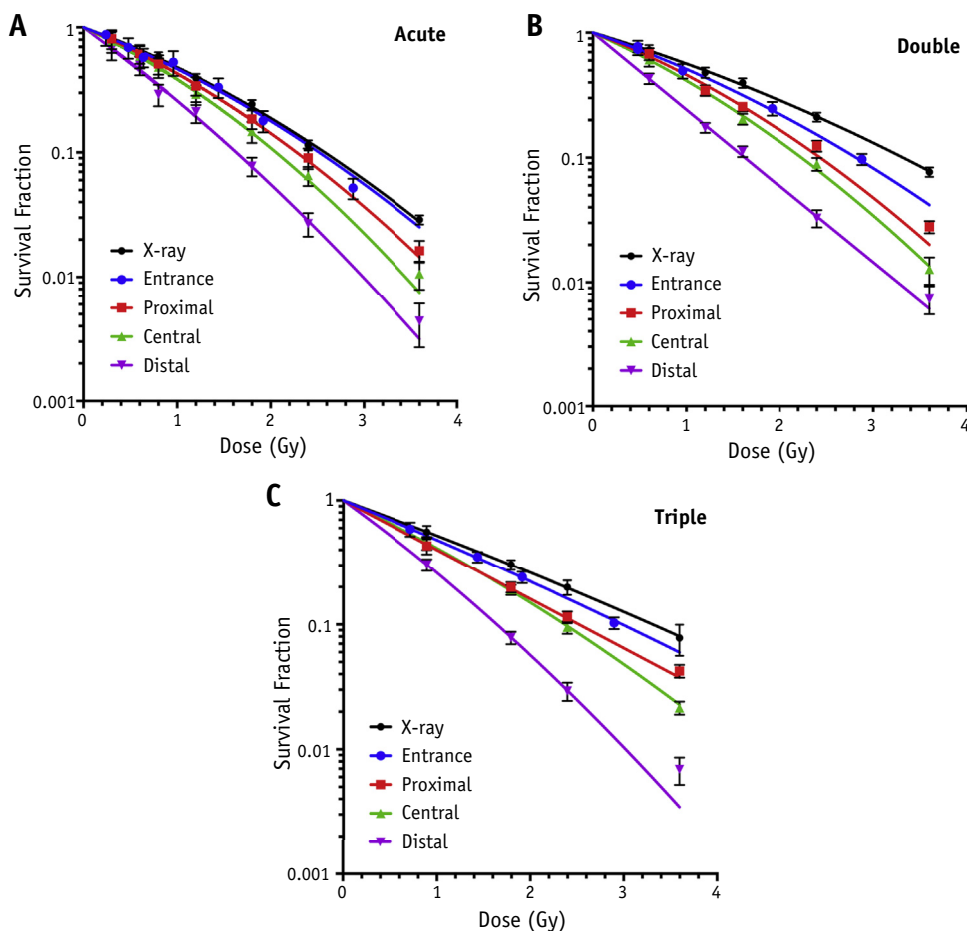 A
Acute
1
0.1
0.01
0.001
Survival Fraction
X-ray
Entrance
Proximal
Central
Distal
0
1
2
3
4
Dose (Gy)
B
Double
1
0.1
0.01
0.001
Survival Fraction
X-ray
Entrance
Proximal
Central
Distal
0
1
2
3
4
Dose (Gy)
C
Triple
1
0.1
0.01
0.001
Survival Fraction
X-ray
Entrance
Proximal
Central
Distal
0
1
2
3
4
Dose (Gy)